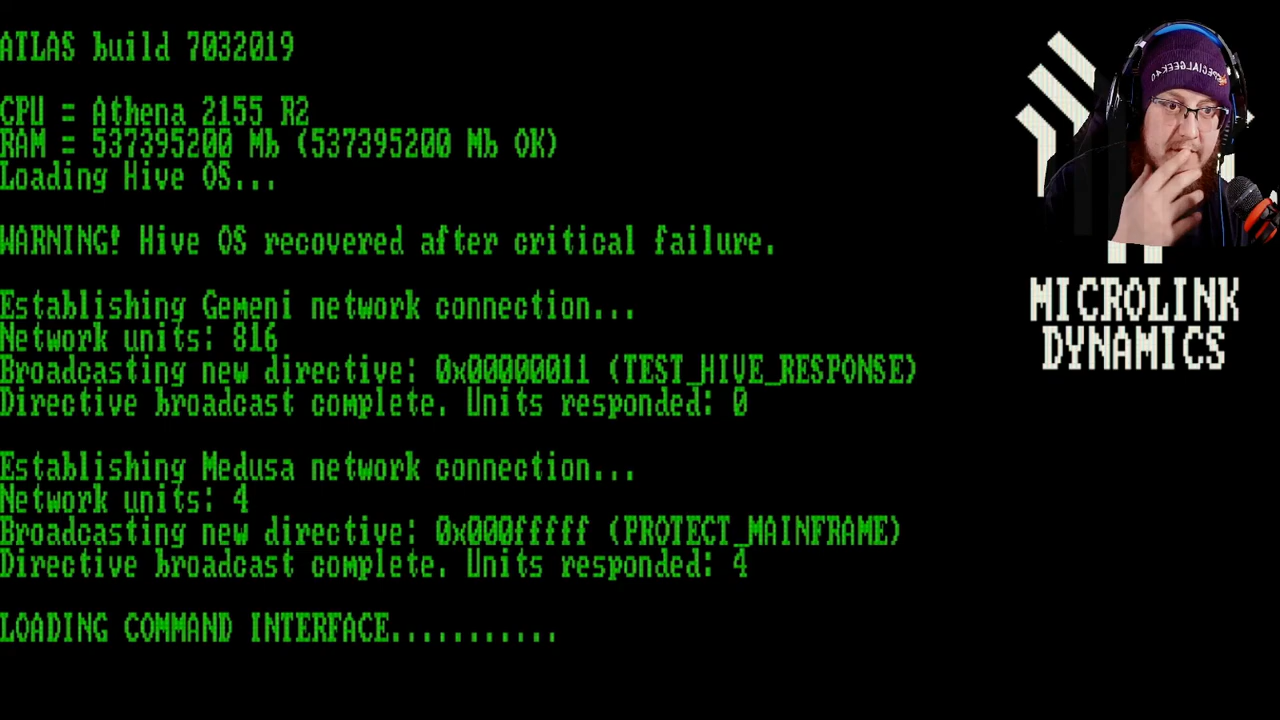 ATLAS build 7032019
CPU = Athena 2155 R2
RAM = 537395200 Mb (537395200 Mb OK)
Loading Hive OS...
WARNING! Hive OS recovered after critical failure.
Establishing Gemeni network connection...
Network units: 816
Broadcasting new directive: 0x00000011 (TEST_HIVE_RESPONSE)
Directive broadcast complete. Units responded: 0
Establishing Medusa network connection...
Network units: 4
Broadcasting new directive: 0x000fffff (PROTECT_MAINFRAME)
Directive broadcast complete. Units responded: 4
LOADING COMMAND INTERFACE...........
SPECIALGEEK40
MICROLINK
DYNAMICS